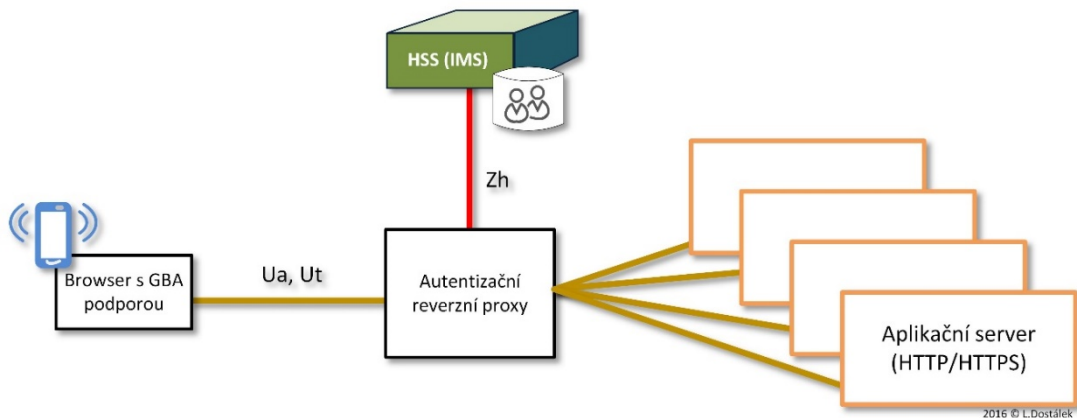 HSS (IMS)
Zh
Browser s GBA
podporou
Ua, Ut
Autentizační
reverzní proxy
Aplikační server
(HTTP/HTTPS)
2016 © L.Dostálek